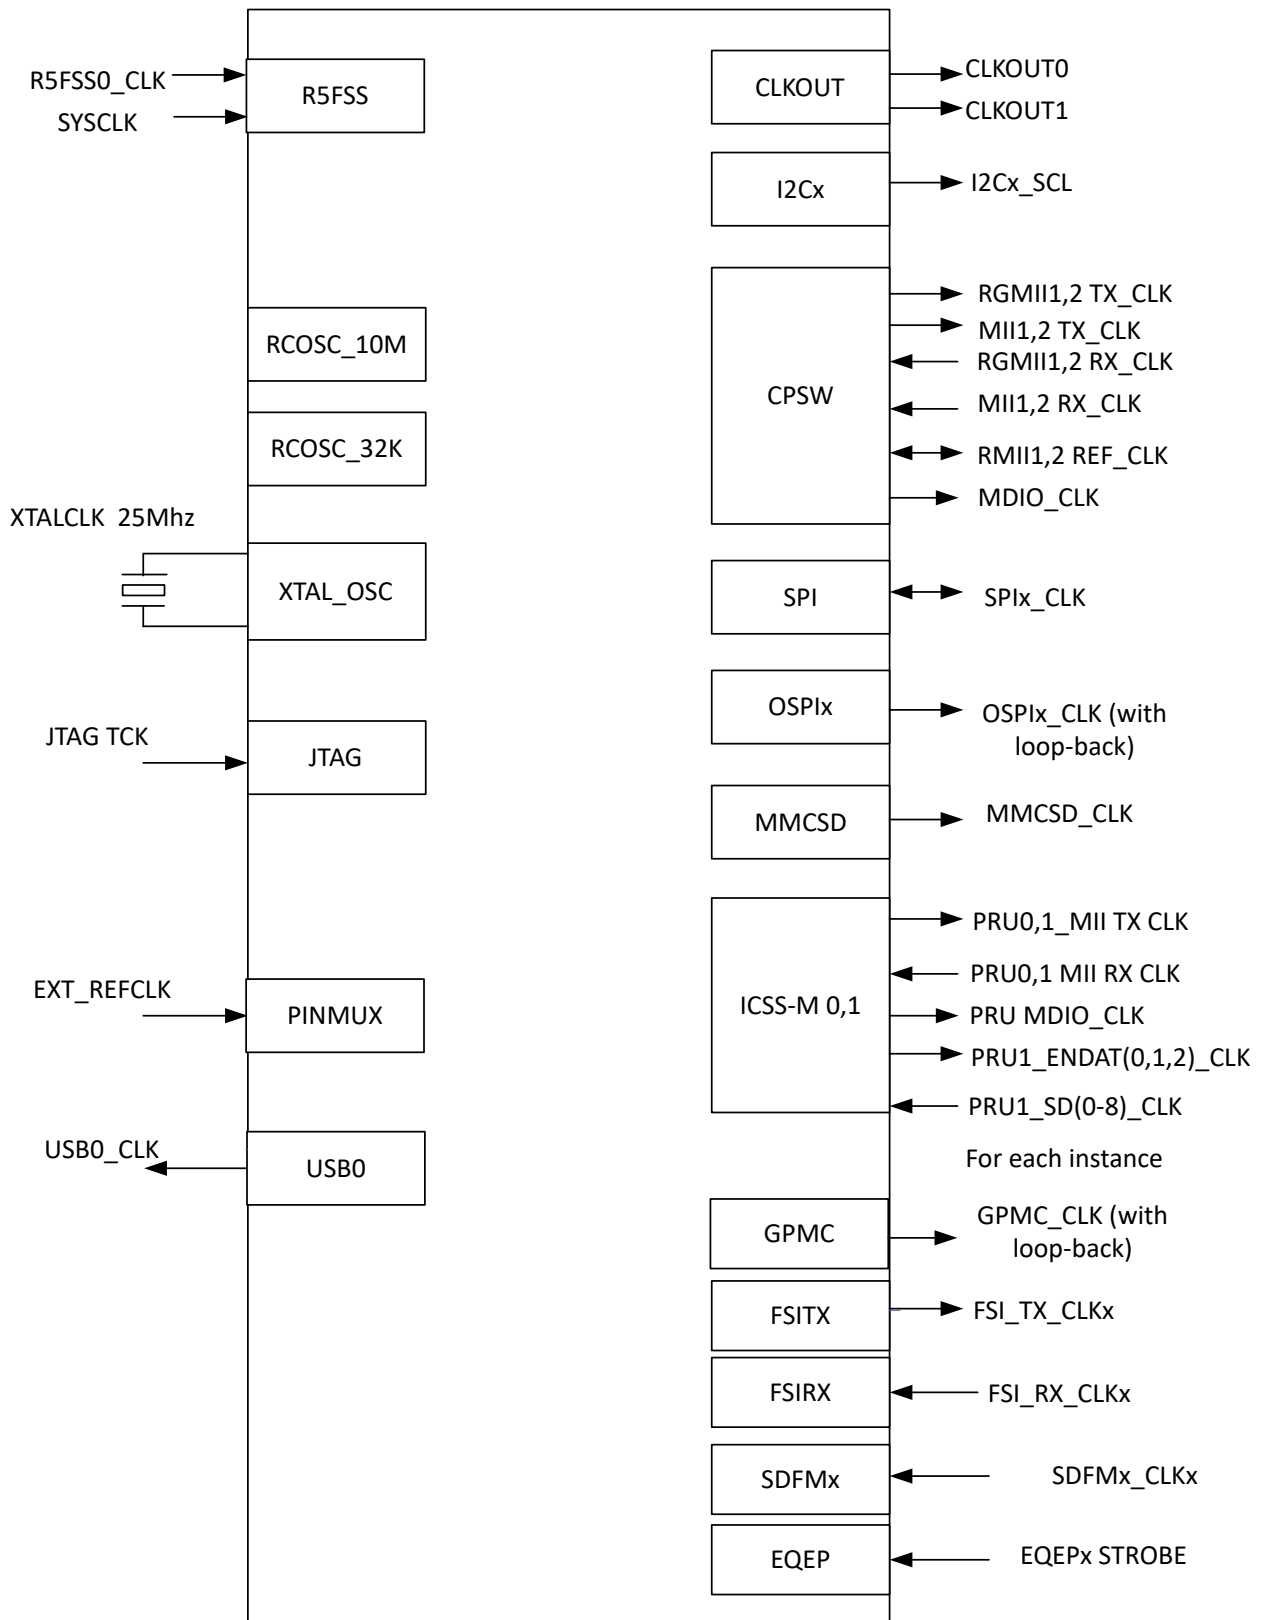 R5FSS0_CLK
SYSCLK
R5FSS
RCOSC_10M
RCOSC_32K
XTALCLK  25Mhz
XTAL_OSC
JTAG TCK
JTAG
EXT_REFCLK
PINMUX
USB0_CLK
USB0
CLKOUT
CLKOUT0
CLKOUT1
I2Cx
I2Cx_SCL
CPSW
RGMII1,2 TX_CLK
MII1,2 TX_CLK
RGMII1,2 RX_CLK
MII1,2 RX_CLK
RMII1,2 REF_CLK
MDIO_CLK
SPI
SPIx_CLK
OSPIx
OSPIx_CLK (with
loop-back)
MMCSD
MMCSD_CLK
ICSS-M 0,1
PRU0,1_MII TX CLK
PRU0,1 MII RX CLK
PRU MDIO_CLK
PRU1_ENDAT(0,1,2)_CLK
PRU1_SD(0-8)_CLK
For each instance
GPMC
GPMC_CLK (with
loop-back)
FSITX
FSI_TX_CLKx
FSIRX
FSI_RX_CLKx
SDFMx
SDFMx_CLKx
EQEP
EQEPx STROBE